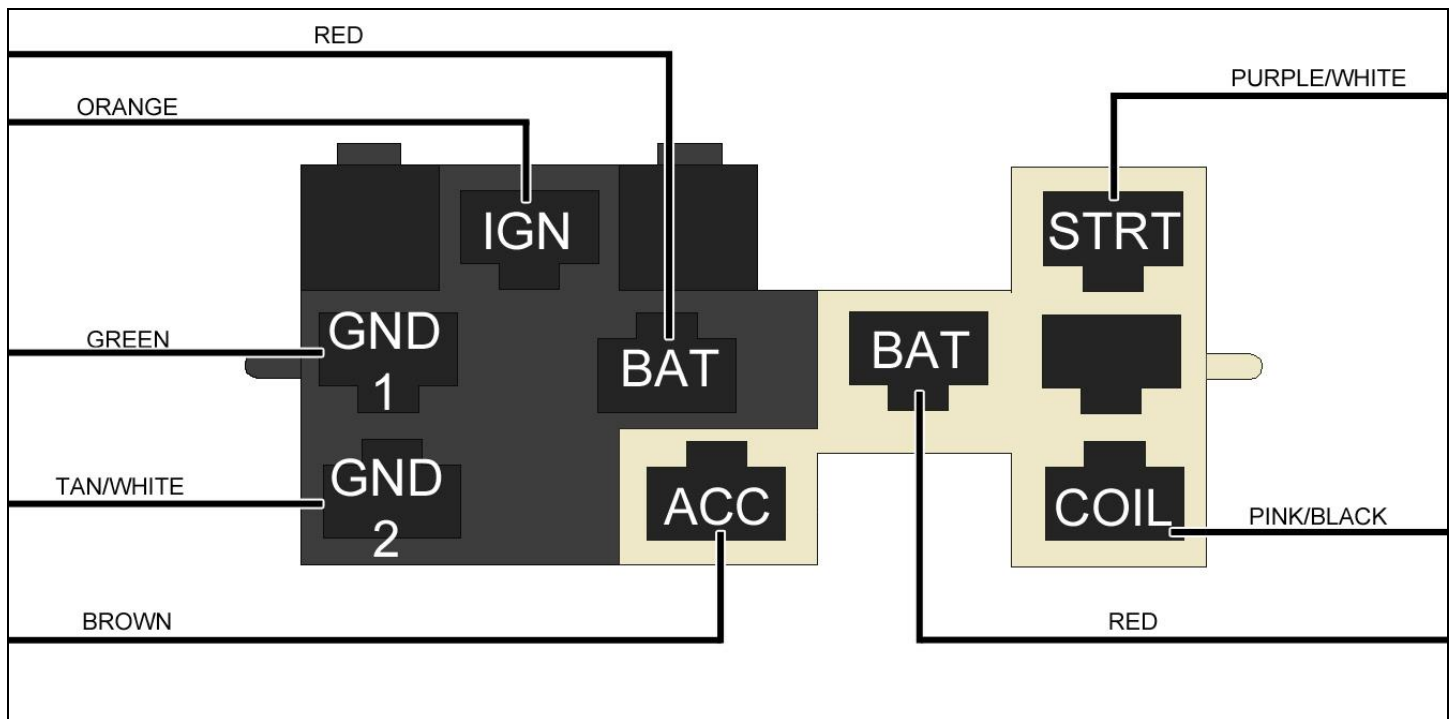 RED
PURPLE/WHITE
ORANGE
IGN
STRT
GREEN
GND
1
BAT
BAT
TAN/WHITE
GND
2
ACC
COIL
PINK/BLACK
BROWN
RED